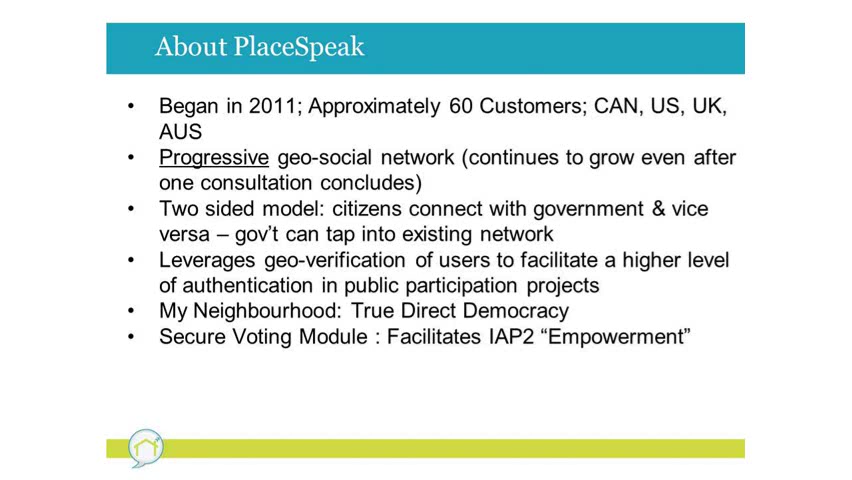 About PlaceSpeak
• Began in 2011; Approximately 60 Customers; CAN, US, UK,
AUS
• Progressive geo-social network (continues to grow even after
one consultation concludes)
• Two sided model: citizens connect with government & vice
versa – gov’t can tap into existing network
• Leverages geo-verification of users to facilitate a higher level
of authentication in public participation projects
• My Neighbourhood: True Direct Democracy
• Secure Voting Module : Facilitates IAP2 “Empowerment”